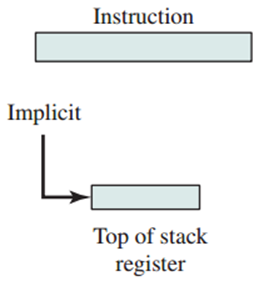 Instruction
Implicit
Top of stack
register